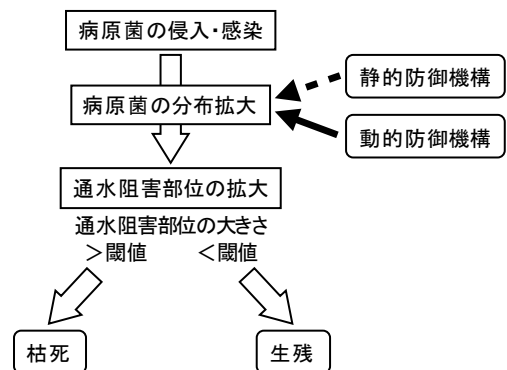 病原菌の侵入・感染
静的防御機構
病原菌の分布拡大
動的防御機構
通水阻害部位の拡大
通水阻害部位の大きさ
＞閾値　＜閾値
枯死
生残